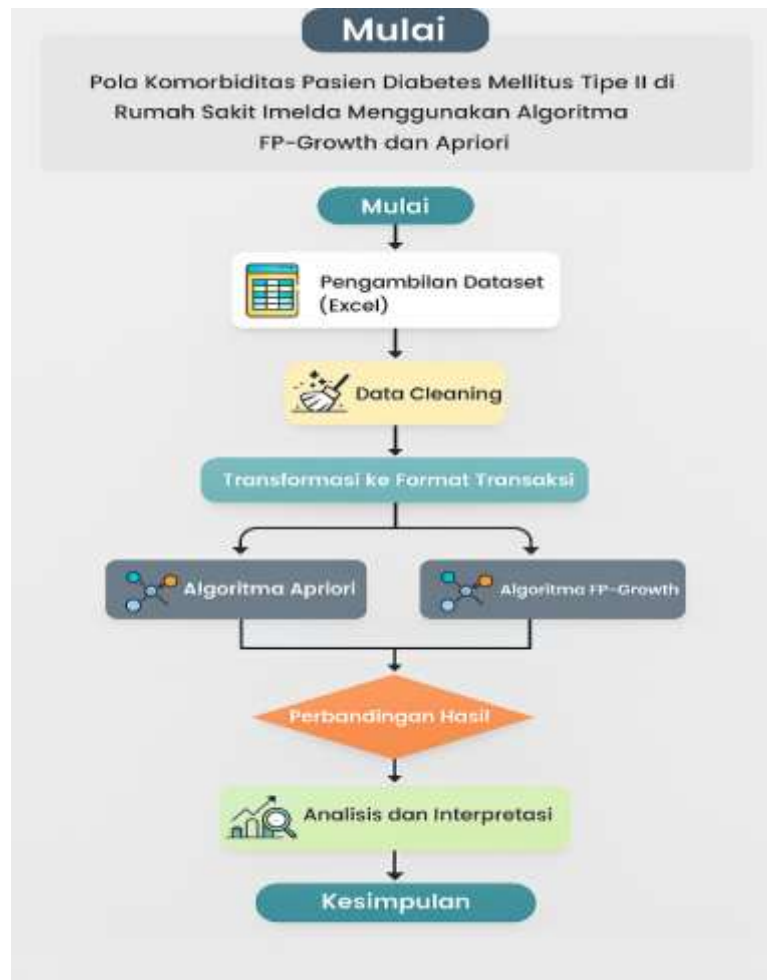 Mulai
Pola Komorbiditas Pasien Diabetes Mellitus Tipe II di
Rumah Sakit Imelda Menggunakan Algoritma
FP-Growth dan Apriori
Mulai
Pengambilan Dataset
(Excel)
Data Cleaning
Transformasi ke Format Transaksi
Algoritma Apriori
Algoritma FP-Growth
Perbandingan Hasil
Analisis dan Interpretasi
Kesimpulan